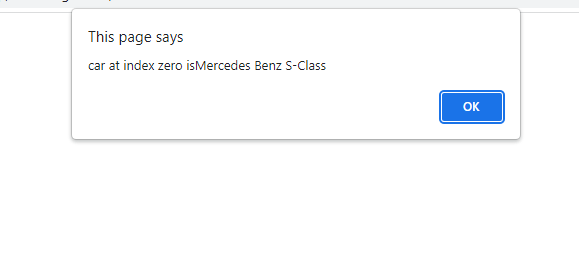 This page says
car at index zero isMercedes Benz S-Class
OK